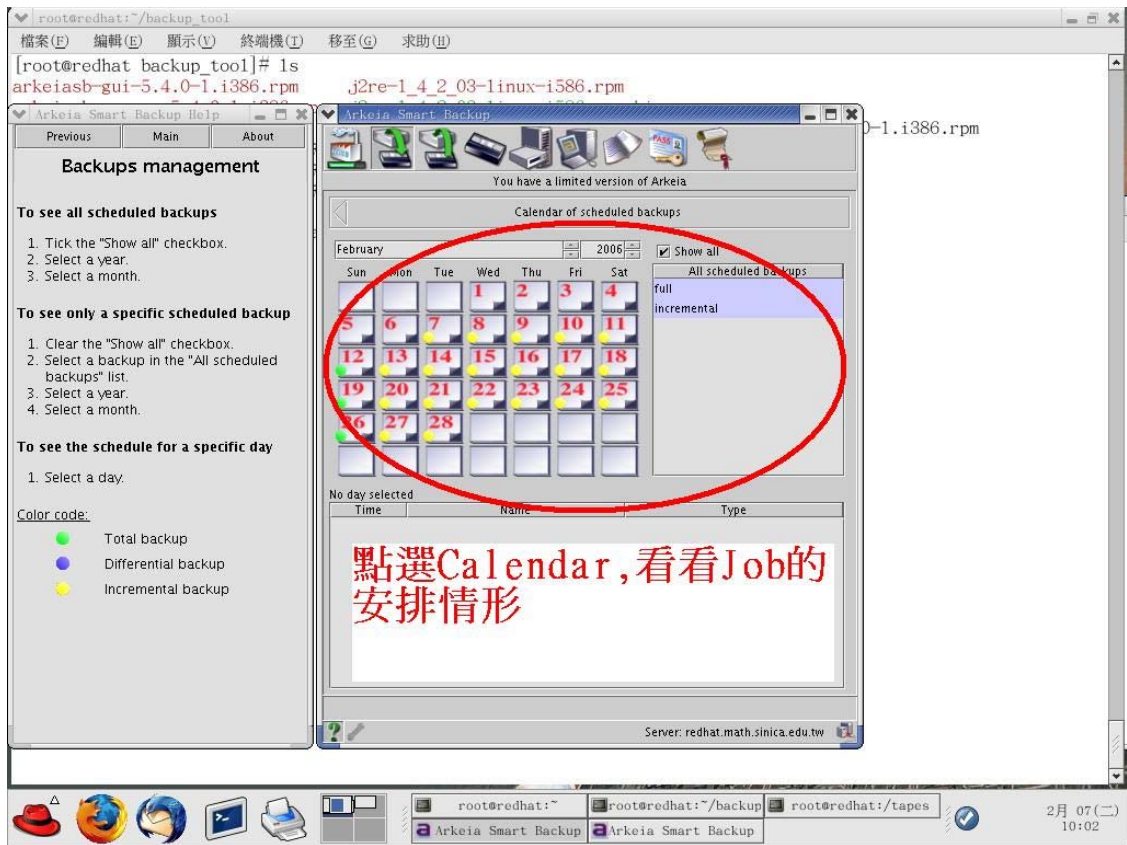 root@redhat:~/backup_tool
檔案(F) 編輯(E) 顯示(V) 終端機(T) 移至(G) 求助(H)
[root@redhat backup_tool]# ls
arkeiasb-gui-5.4.0-1.i386.rpm j2re-1_4_2_03-linux-i586.rpm
0-1.i386.rpm
Arkeia Smart Backup Help
Previous Main About
Backups management
To see all scheduled backups
1. Tick the "Show all" checkbox.
2. Select a year.
3. Select a month.
To see only a specific scheduled backup
1. Clear the "Show all" checkbox.
2. Select a backup in the "All scheduled
backups" list.
3. Select a year.
4. Select a month.
To see the schedule for a specific day
1. Select a day.
Color code:
Total backup
Differential backup
Incremental backup
Arkeia Smart Backup
PASS
You have a limited version of Arkeia
Calendar of scheduled backups
February 2006 Show all
Sun Mon Tue Wed Thu Fri Sat
All scheduled backups
full
incremental
1 2 3 4
5 6 7 8 9 10 11
12 13 14 15 16 17 18
19 20 21 22 23 24 25
26 27 28
No day selected
Time Name Type
點選Calendar,看看Job的
安排情形
? Server: redhat.math.sinica.edu.tw
root@redhat:~ root@redhat:~/backup root@redhat:/tapes
Arkeia Smart Backup Arkeia Smart Backup
2月 07(二)
10:02